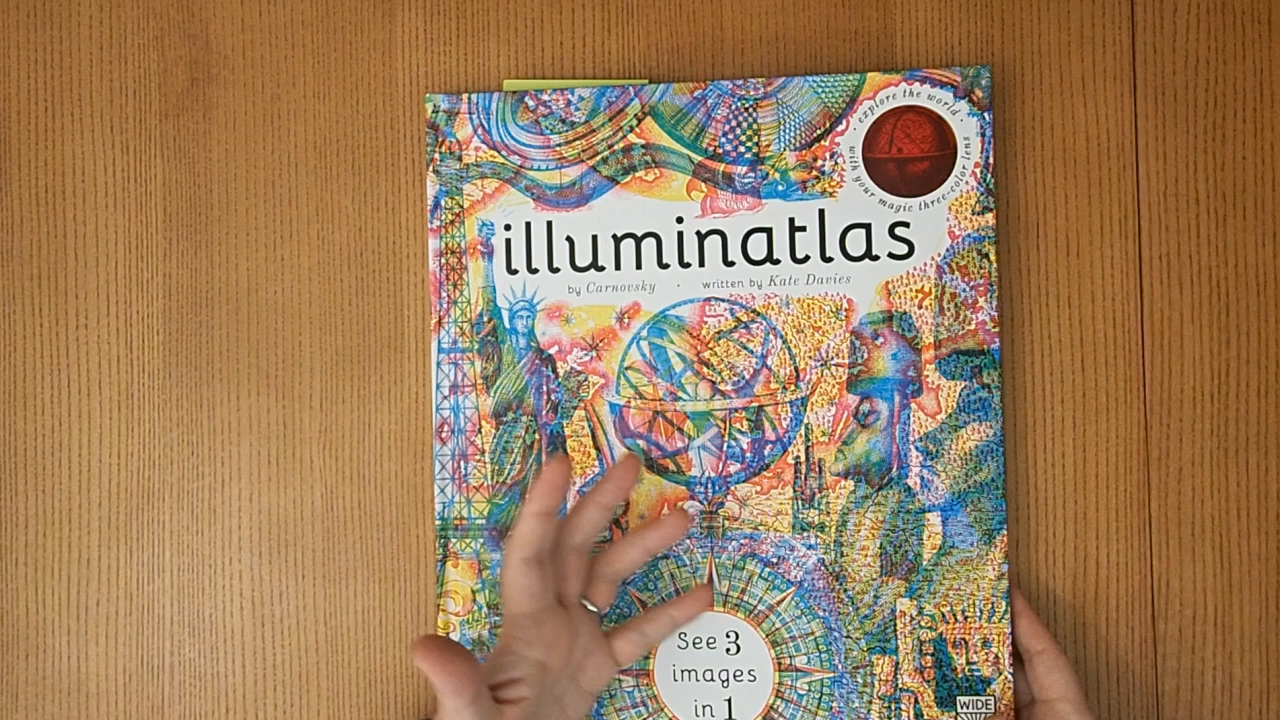 · explore the world ·
with your magic three-color lens
illuminatlas
by Carnovsky · written by Kate Davies
See 3
images
in 1
WIDE